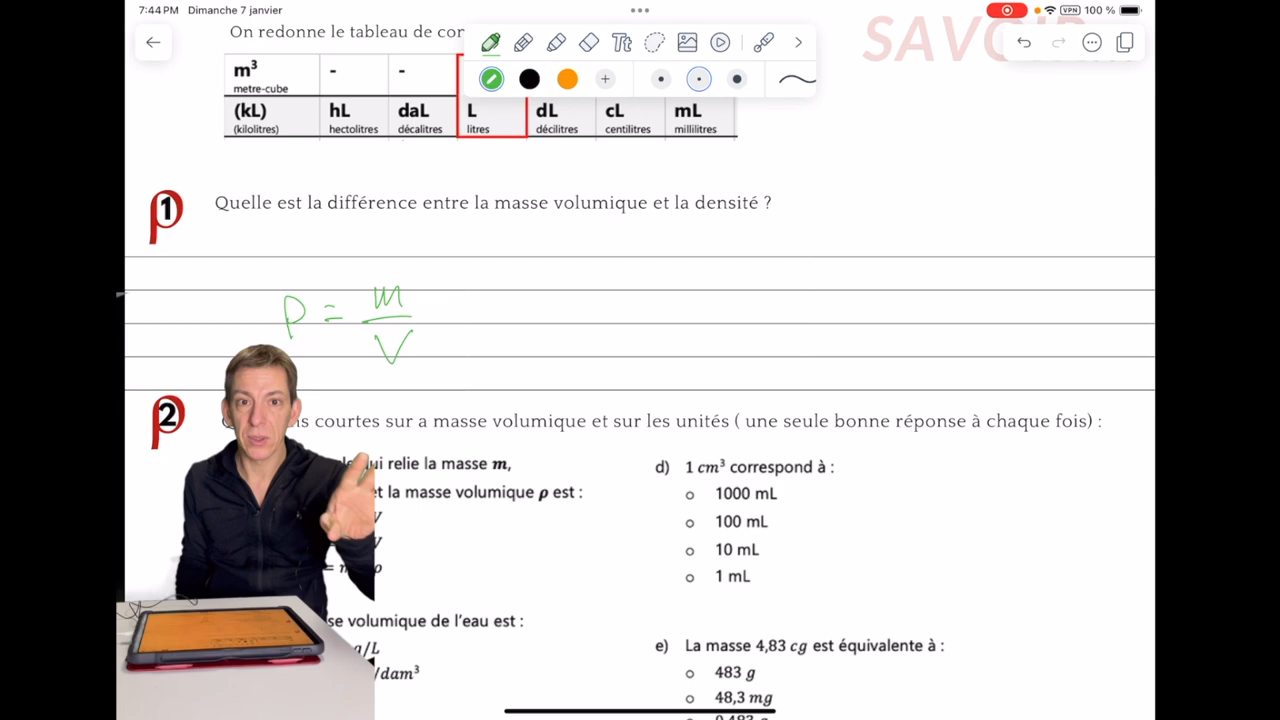 7:44 PM Dimanche 7 janvier
VPN 100 %
On redonne le tableau de
SAVOIR
Tt
m³ - -
metre-cube
(kL) hL daL L dL cL mL
(kilolitres) hectolitres décalitres litres décilitres centilitres millilitres
1 Quelle est la différence entre la masse volumique et la densité ?
ρ = m
V
2
courtes sur a masse volumique et sur les unités ( une seule bonne réponse à chaque fois) :
qui relie la masse m,
et la masse volumique ρ est :
V
V
volumique de l'eau est :
g/L
/dam³
d) 1 cm³ correspond à :
1000 mL
100 mL
10 mL
1 mL
e) La masse 4,83 cg est équivalente à :
483 g
48,3 mg